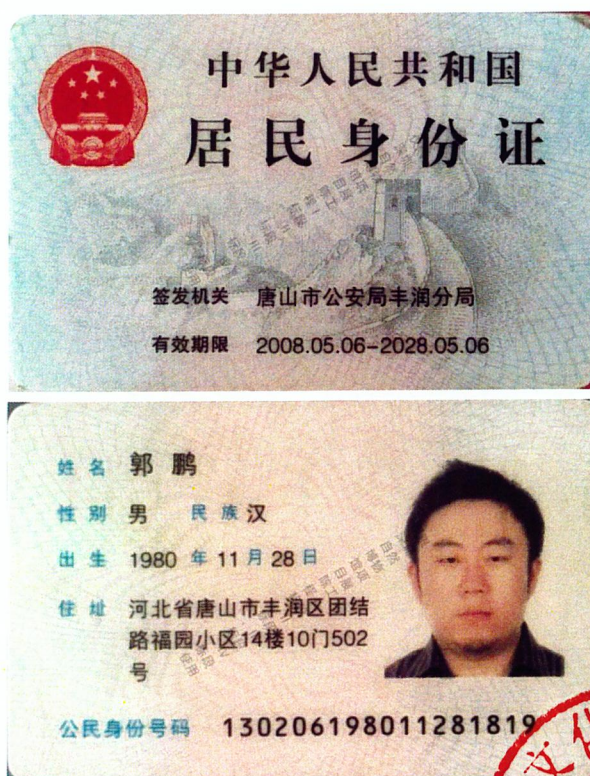 中华人民共和国
居民身份证
签发机关 唐山市公安局丰润分局
有效期限 2008.05.06-2028.05.06
姓名 郭鹏
性别 男 民族 汉
出生 1980 年 11 月 28 日
住址 河北省唐山市丰润区团结
路福园小区14楼10门502
号
公民身份号码 130206198011281819
文化